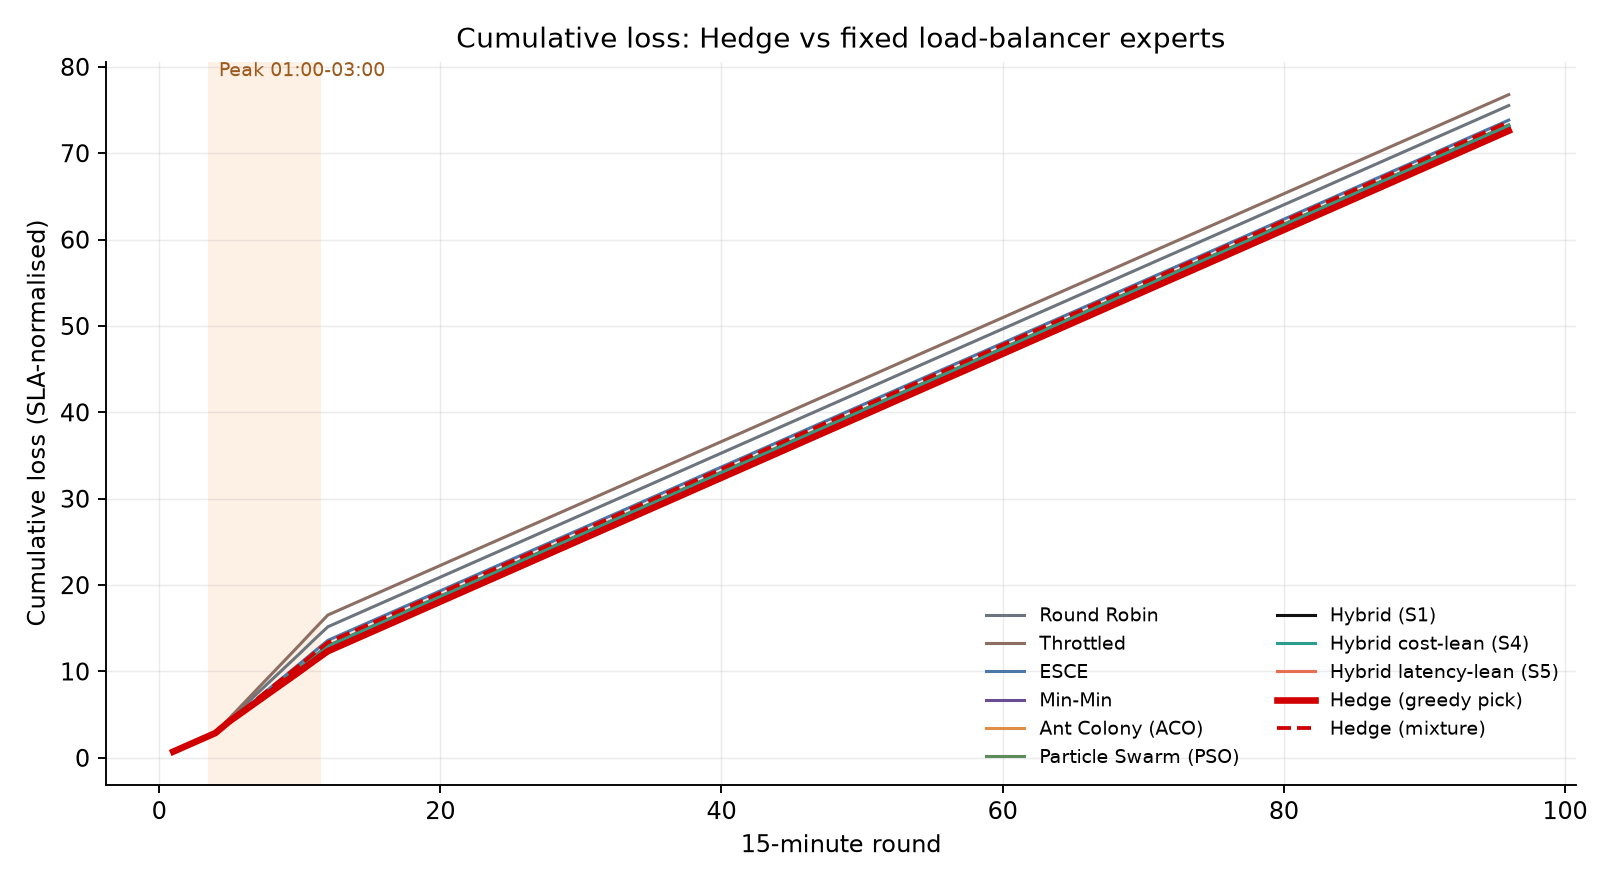 Cumulative loss: Hedge vs fixed load-balancer experts
Peak 01:00-03:00
Cumulative loss (SLA-normalised)
80
70
60
50
40
30
20
10
0
0 20 40 60 80 100
15-minute round
Round Robin
Throttled
ESCE
Min-Min
Ant Colony (ACO)
Particle Swarm (PSO)
Hybrid (S1)
Hybrid cost-lean (S4)
Hybrid latency-lean (S5)
Hedge (greedy pick)
Hedge (mixture)